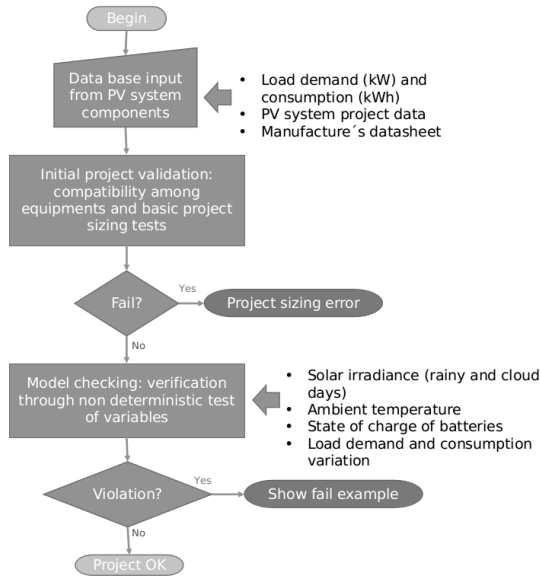 Begin
Data base input
from PV system
components
• Load demand (kW) and
consumption (kWh)
• PV system project data
• Manufacture´s datasheet
Initial project validation:
compatibility among
equipments and basic project
sizing tests
Fail?
Yes
Project sizing error
No
Model checking: verification
through non deterministic test
of variables
• Solar irradiance (rainy and cloud
days)
• Ambient temperature
• State of charge of batteries
• Load demand and consumption
variation
Violation?
Yes
Show fail example
No
Project OK